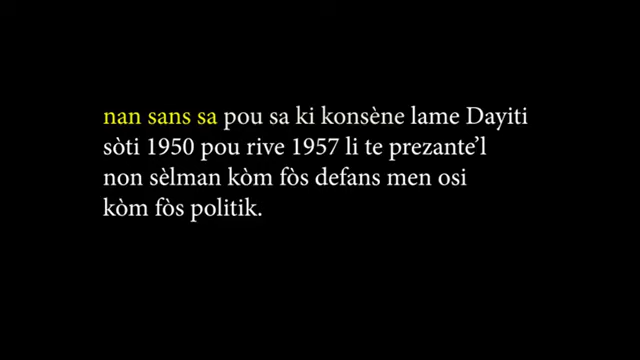 nan sans sa pou sa ki konsène lame Dayiti
sòti 1950 pou rive 1957 li te prezante’l
non sèlman kòm fòs defans men osi
kòm fòs politik.